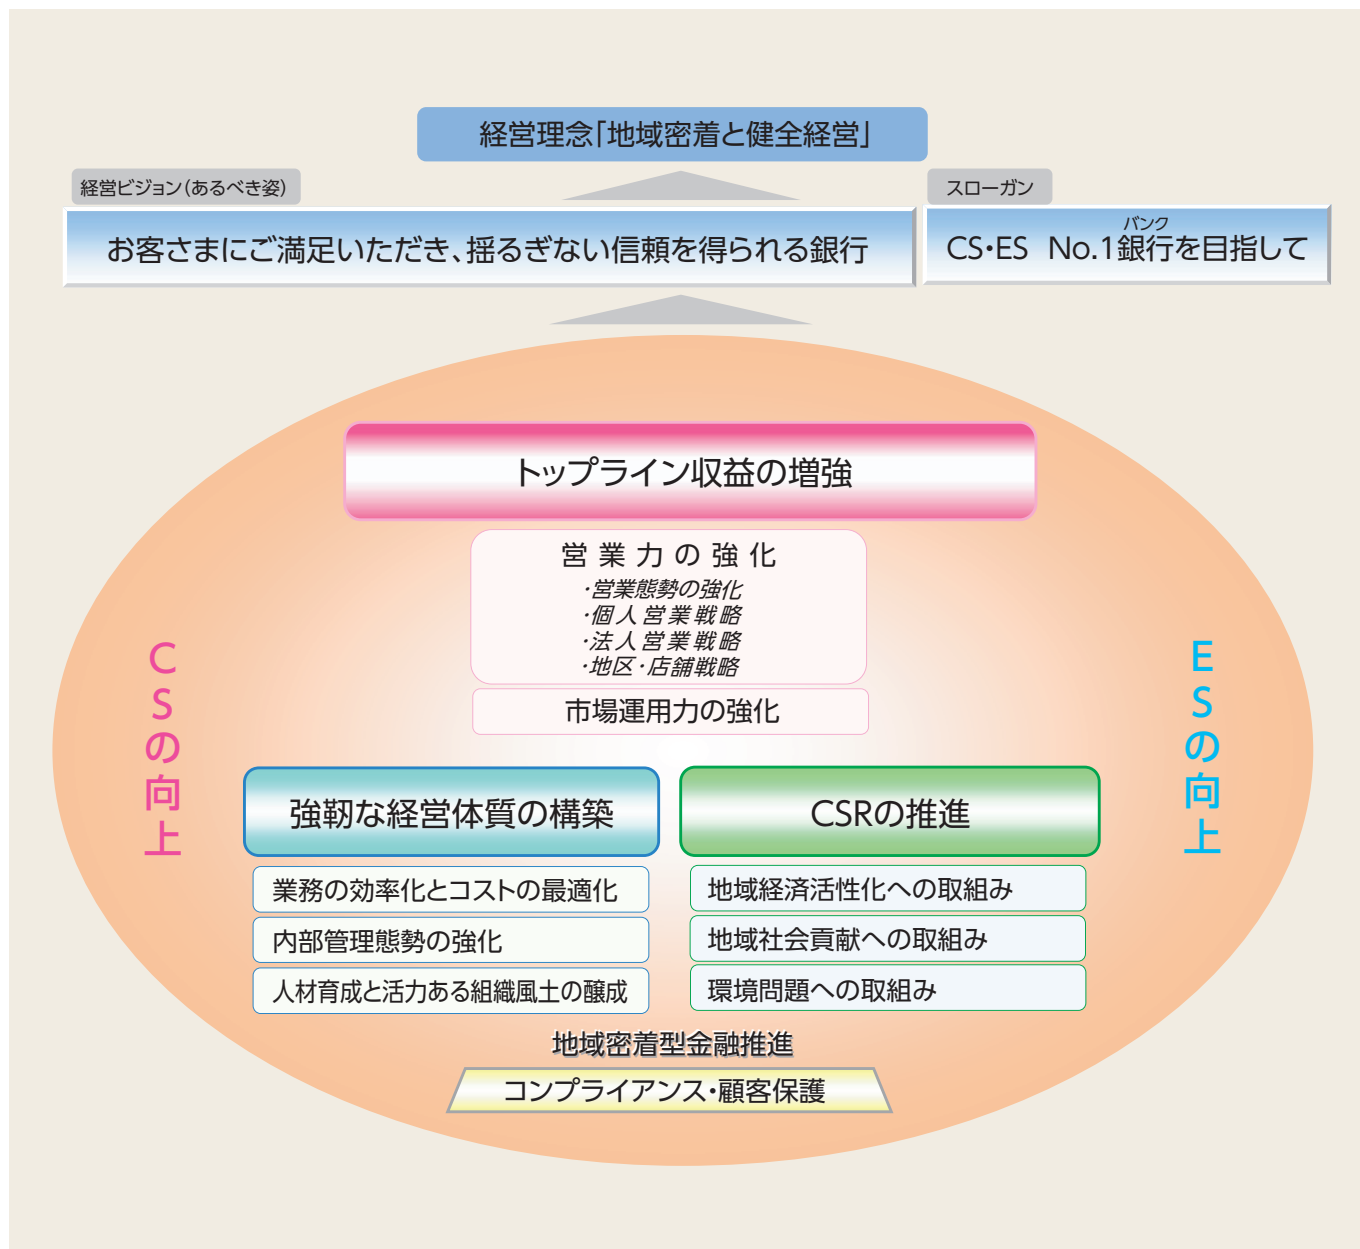 経営理念「地域密着と健全経営」
経営ビジョン(あるべき姿)
お客さまにご満足いただき、揺るぎない信頼を得られる銀行
スローガン
バンク
CS・ES No.1銀行を目指して
トップライン収益の増強
営業力の強化
・営業態勢の強化
・個人営業戦略
・法人営業戦略
・地区・店舗戦略
市場運用力の強化
CSの向上
ESの向上
強靭な経営体質の構築
業務の効率化とコストの最適化
内部管理態勢の強化
人材育成と活力ある組織風土の醸成
CSRの推進
地域経済活性化への取組み
地域社会貢献への取組み
環境問題への取組み
地域密着型金融推進
コンプライアンス・顧客保護